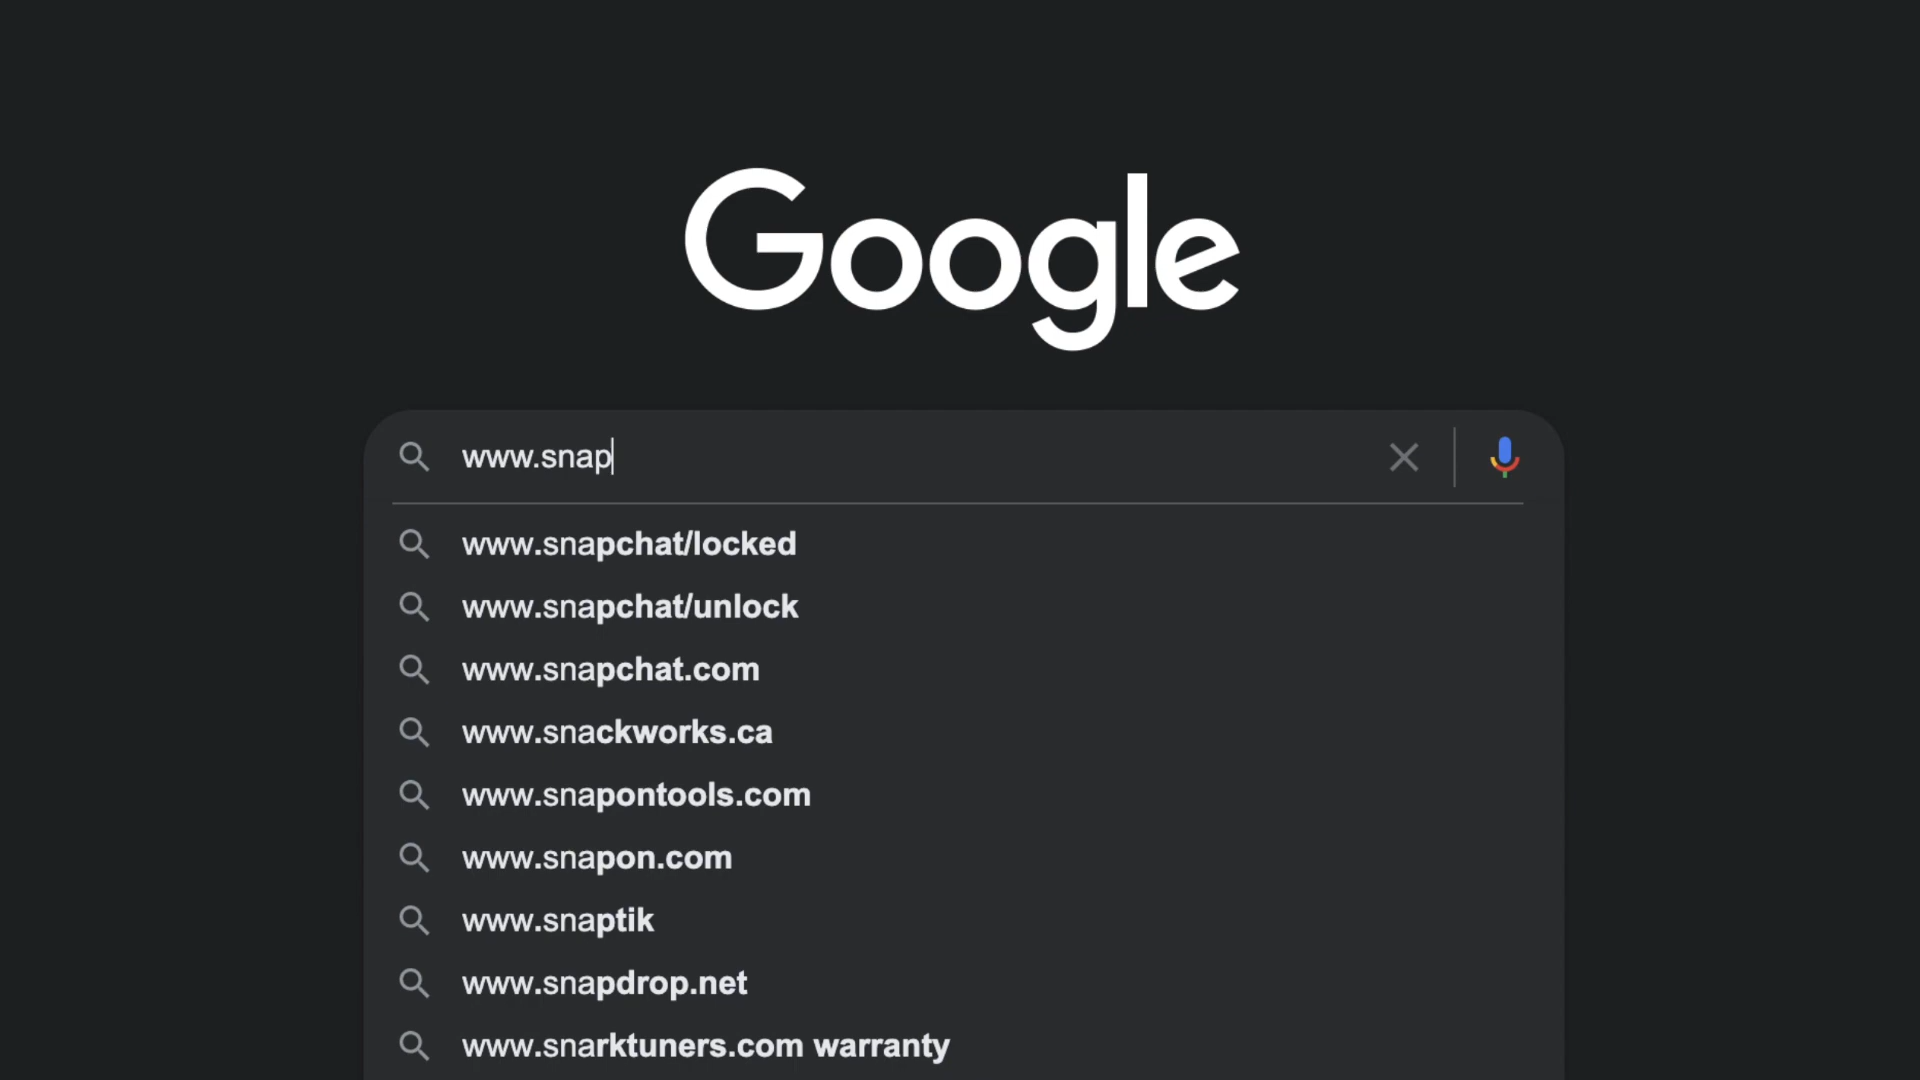 Google
www.snap
www.snapchat/locked
www.snapchat/unlock
www.snapchat.com
www.snackworks.ca
www.snapontools.com
www.snapon.com
www.snaptik
www.snapdrop.net
www.snarktuners.com warranty